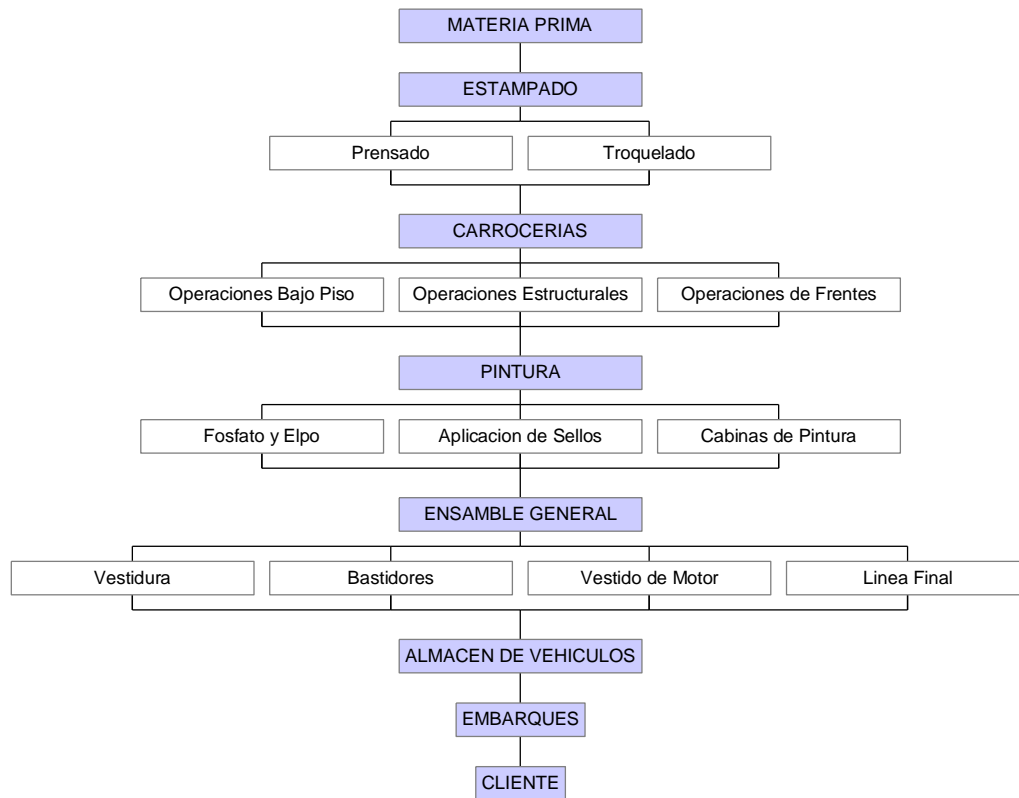 MATERIA PRIMA
ESTAMPADO
Prensado
Troquelado
CARROCERIAS
Operaciones Bajo Piso
Operaciones Estructurales
Operaciones de Frentes
PINTURA
Fosfato y Elpo
Aplicacion de Sellos
Cabinas de Pintura
ENSAMBLE GENERAL
Vestidura
Bastidores
Vestido de Motor
Linea Final
ALMACEN DE VEHICULOS
EMBARQUES
CLIENTE